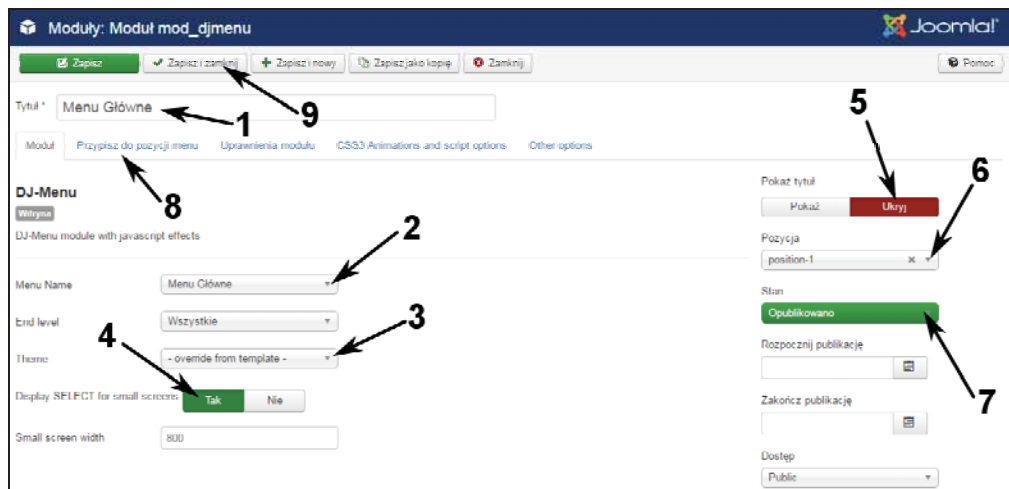 Moduły: Moduł mod_djmenu
Joomla!
Zapisz Zapisz i zamknij Zapisz i nowy Zapisz jako kopię Zamknij Pomoc
9
Tytuł * Menu Główne
1
Moduł Przypisz do pozycji menu Uprawnienia modułu CSS3 Animations and script options Other options
8
DJ-Menu
Witryna
DJ-Menu module with javascript effects
2
Menu Name Menu Główne
End level Wszystkie
3
4
Theme - override from template -
Display SELECT for small screens Tak Nie
Small screen width 800
5
Pokaż tytuł
6
Pokaż Ukryj
Pozycja
position-1
Stan
Opublikowano
Rozpocznij publikację
7
Zakończ publikację
Dostęp
Public